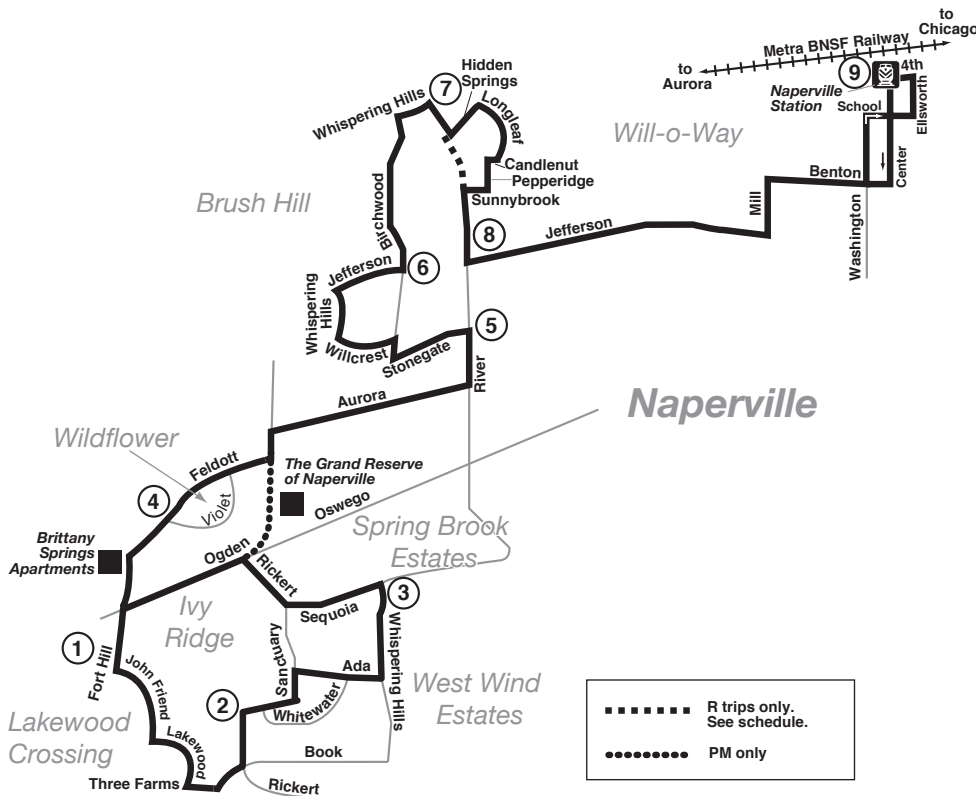 to
Chicago
Metra BNSF Railway
to
Aurora
9
4th
Naperville
Station
School
Ellsworth
Hidden
Springs
7
Whispering Hills
Longleaf
Will-o-Way
Candlenut
Pepperidge
Sunnybrook
Benton
Center
Mill
Washington
Brush Hill
Birchwood
8
Jefferson
Jefferson
6
Whispering
Hills
5
Willcrest
Stonegate
River
Aurora
Naperville
Wildflower
Feldott
The Grand Reserve
of Naperville
4
Violet
Oswego
Spring Brook
Estates
Brittany
Springs
Apartments
Ogden
Rickert
Ivy
Ridge
3
Sequoia
1
Fort Hill
John Friend
Sanctuary
Ada
Whispering Hills
West Wind
Estates
2
Whitewater
Lakewood
Crossing
Lakewood
Book
Three Farms
Rickert
R trips only.
See schedule.
PM only